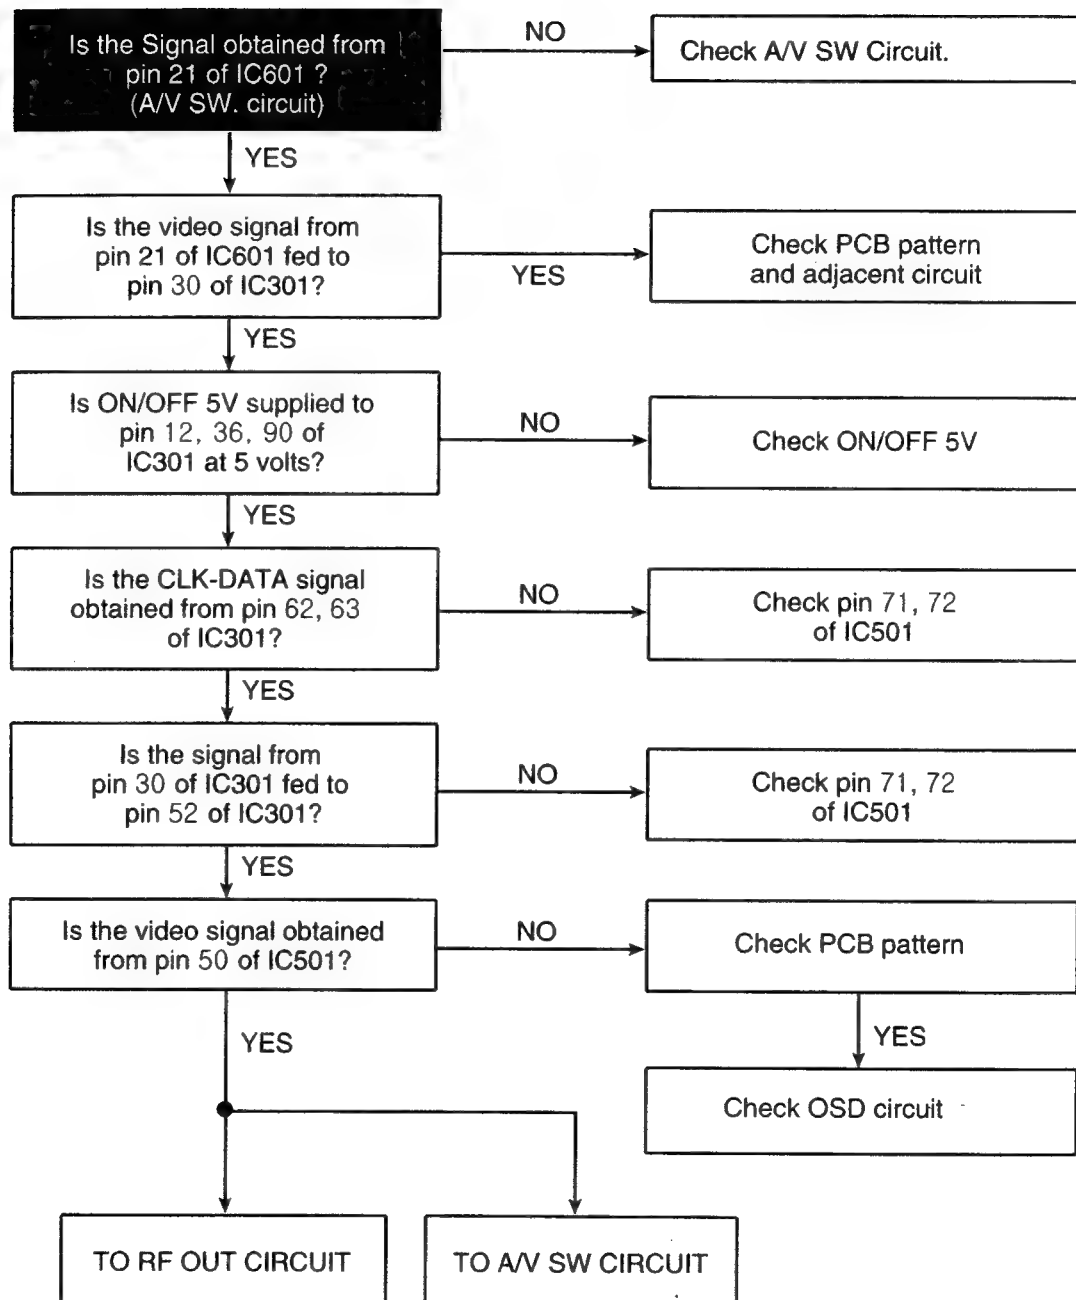 Is the Signal obtained from
pin 21 of IC601 ?
(A/V SW. circuit)
NO
Check A/V SW Circuit.
YES
Is the video signal from
pin 21 of IC601 fed to
pin 30 of IC301?
YES
Check PCB pattern
and adjacent circuit
YES
Is ON/OFF 5V supplied to
pin 12, 36, 90 of
IC301 at 5 volts?
NO
Check ON/OFF 5V
YES
Is the CLK-DATA signal
obtained from pin 62, 63
of IC301?
NO
Check pin 71, 72
of IC501
YES
Is the signal from
pin 30 of IC301 fed to
pin 52 of IC301?
NO
Check pin 71, 72
of IC501
YES
Is the video signal obtained
from pin 50 of IC501?
NO
Check PCB pattern
YES
YES
Check OSD circuit
TO RF OUT CIRCUIT
TO A/V SW CIRCUIT